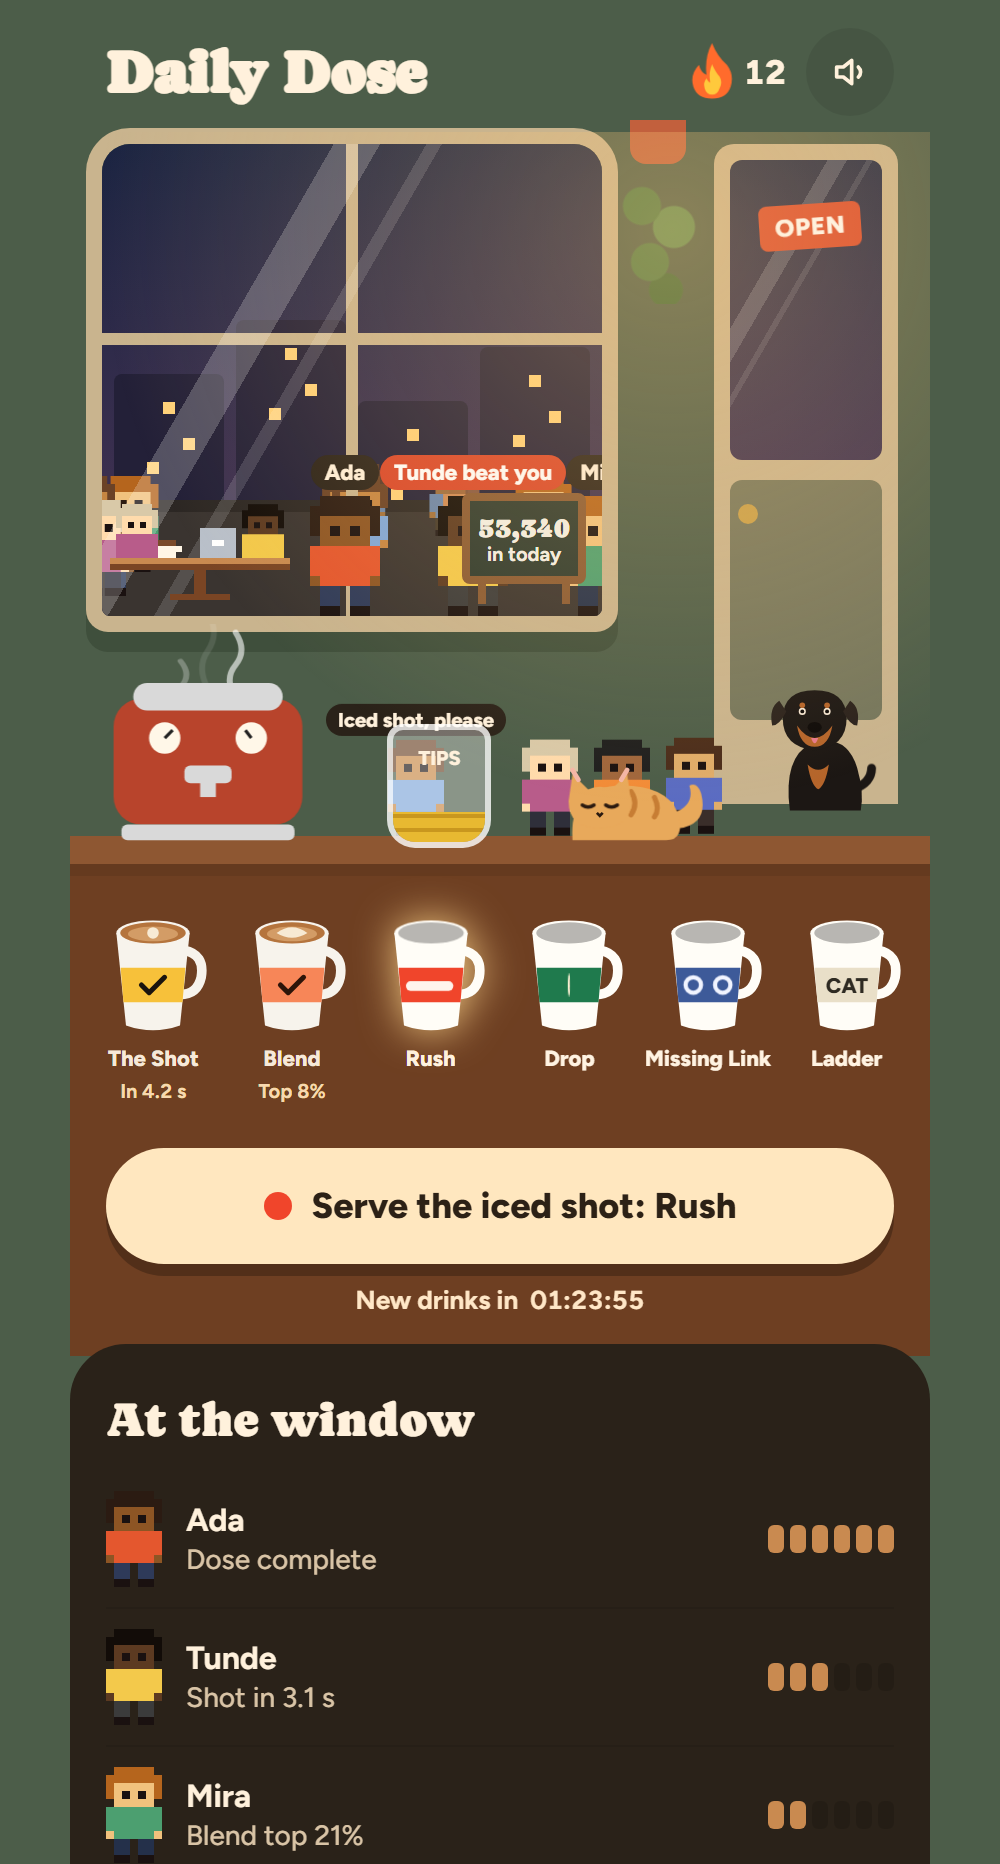 Daily Dose
12
OPEN
Ada
Tunde beat you
Mi
53,340
in today
Iced shot, please
TIPS
CAT
The Shot
Blend
Rush
Drop
Missing Link
Ladder
In 4.2 s
Top 8%
Serve the iced shot: Rush
New drinks in 01:23:55
At the window
Ada
Dose complete
Tunde
Shot in 3.1 s
Mira
Blend top 21%